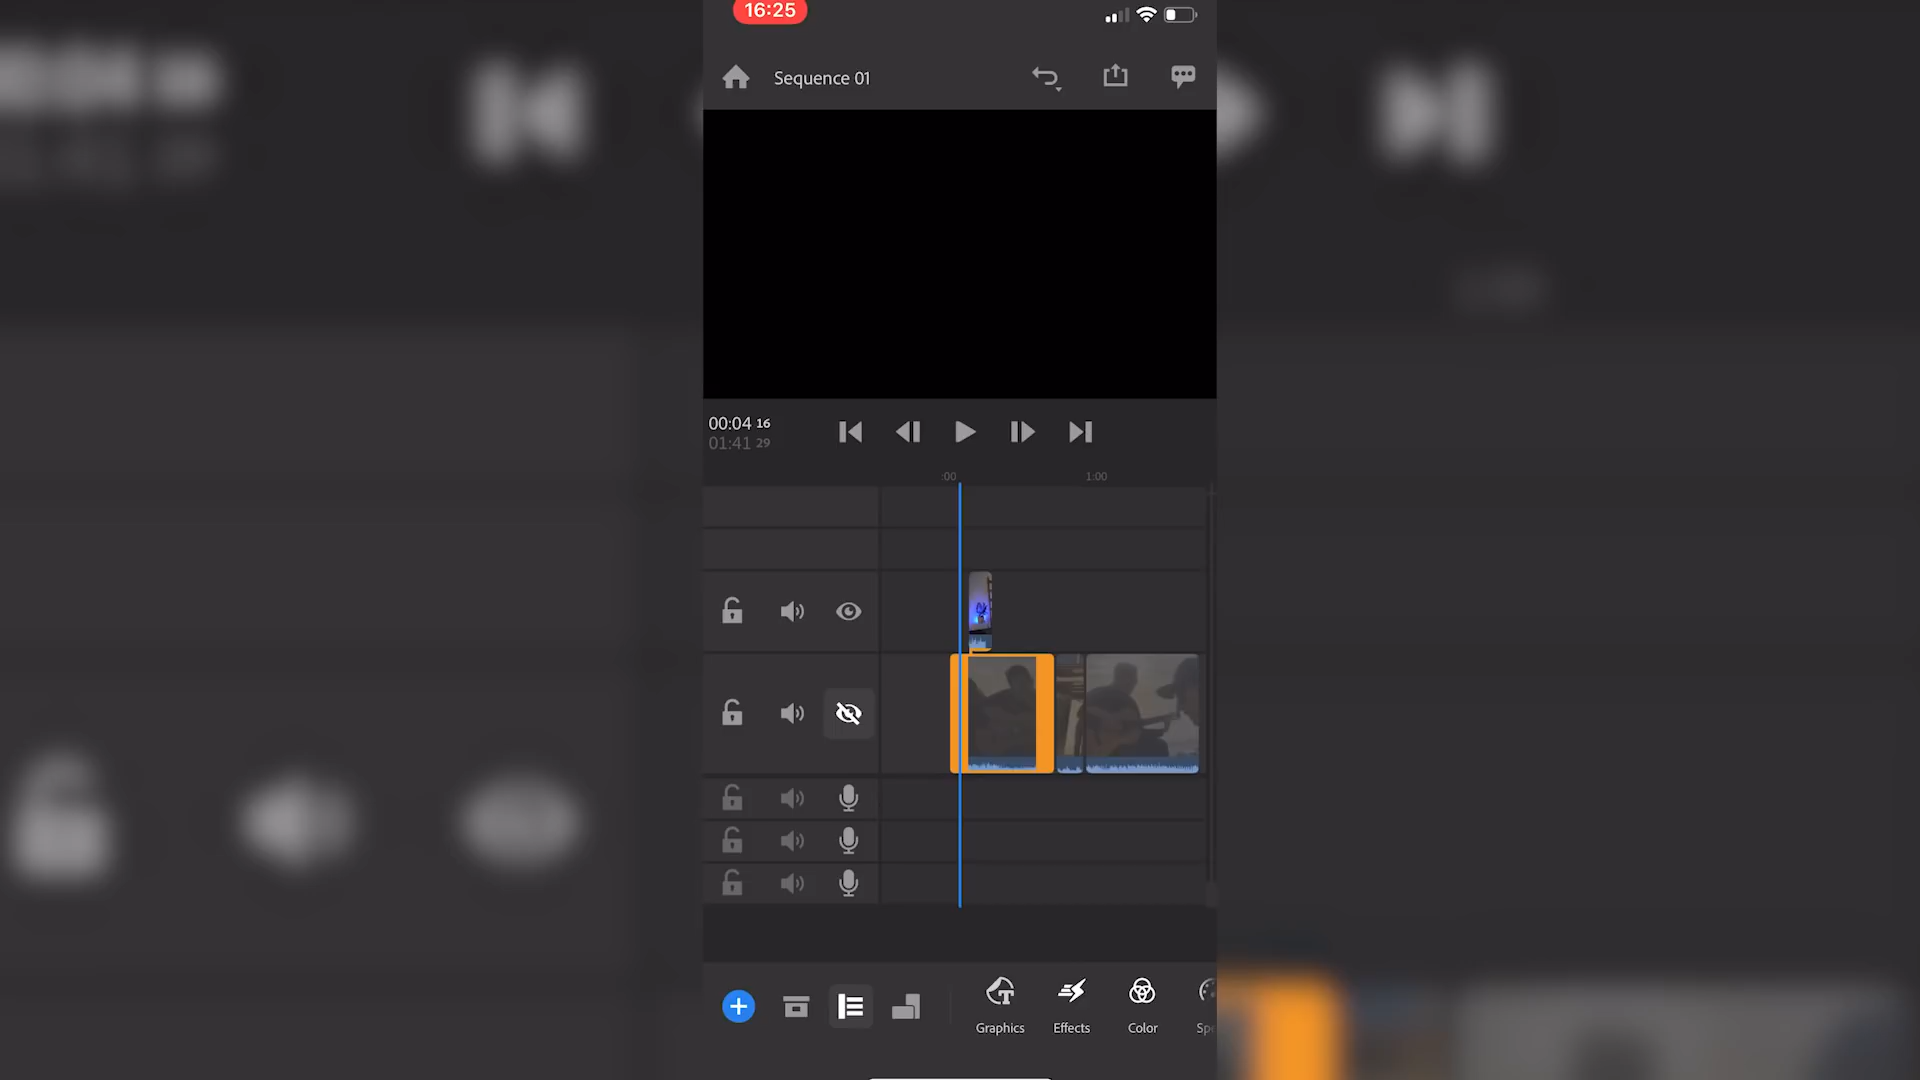 16:25
Sequence 01
00:04 16
01:41 29
:00
1:00
Graphics
Effects
Color